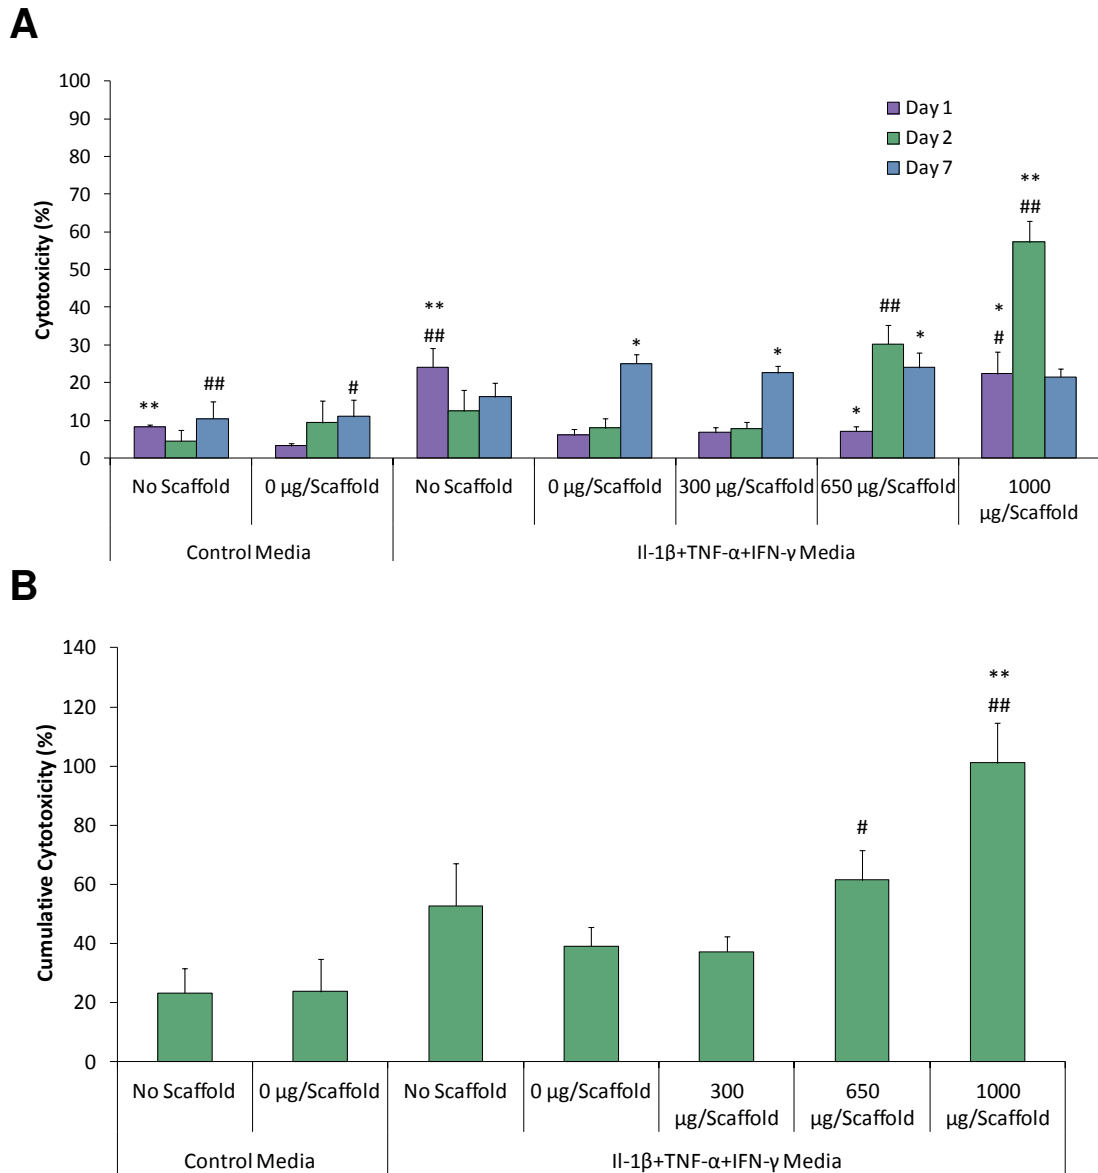 A
100
90
80
70
60
50
40
30
20
10
0
Cytotoxicity (%)
Day 1
Day 2
Day 7
**
##
**
##
#
**
##
*
*
*
##
*
*
#
**
##
No Scaffold
0 µg/Scaffold
No Scaffold
0 µg/Scaffold
300 µg/Scaffold
650 µg/Scaffold
1000
µg/Scaffold
Control Media
Il-1β+TNF-α+IFN-γ Media
B
140
120
100
80
60
40
20
0
Cumulative Cytotoxicity (%)
#
**
##
No Scaffold
0 µg/Scaffold
No Scaffold
0 µg/Scaffold
300
µg/Scaffold
650
µg/Scaffold
1000
µg/Scaffold
Control Media
Il-1β+TNF-α+IFN-γ Media